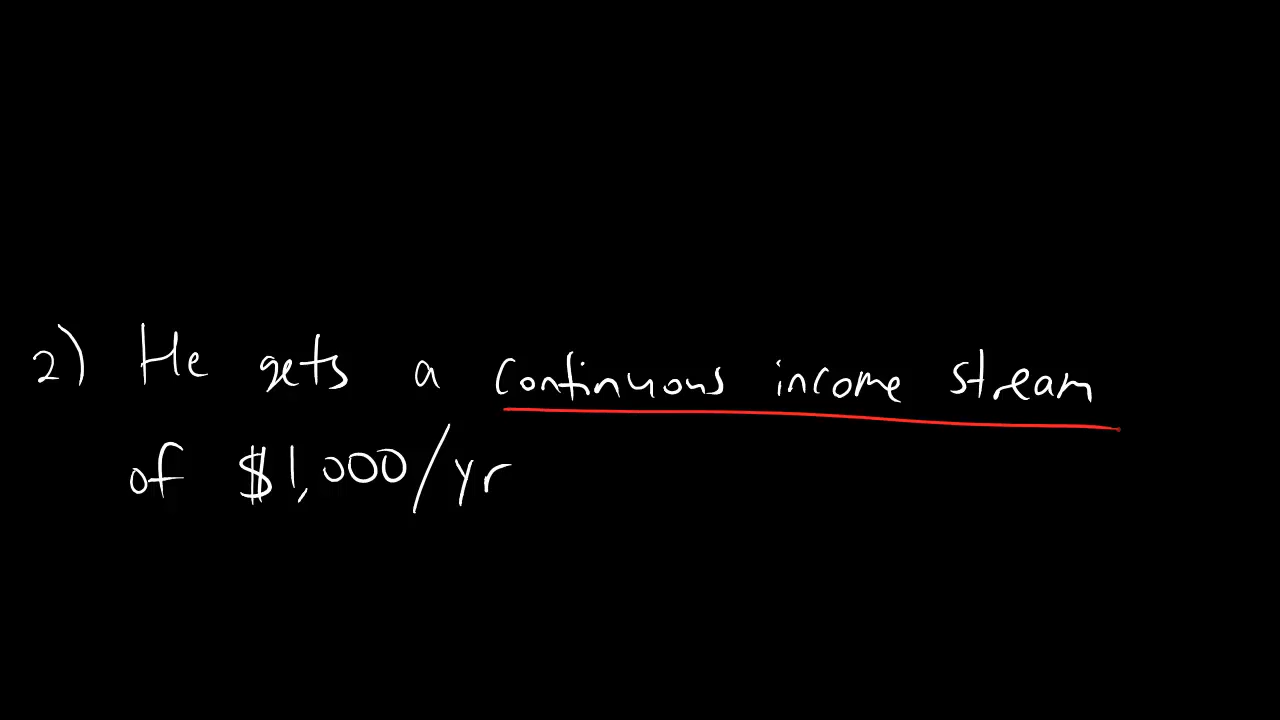 2) He gets a continuous income stream
of $1,000/yr